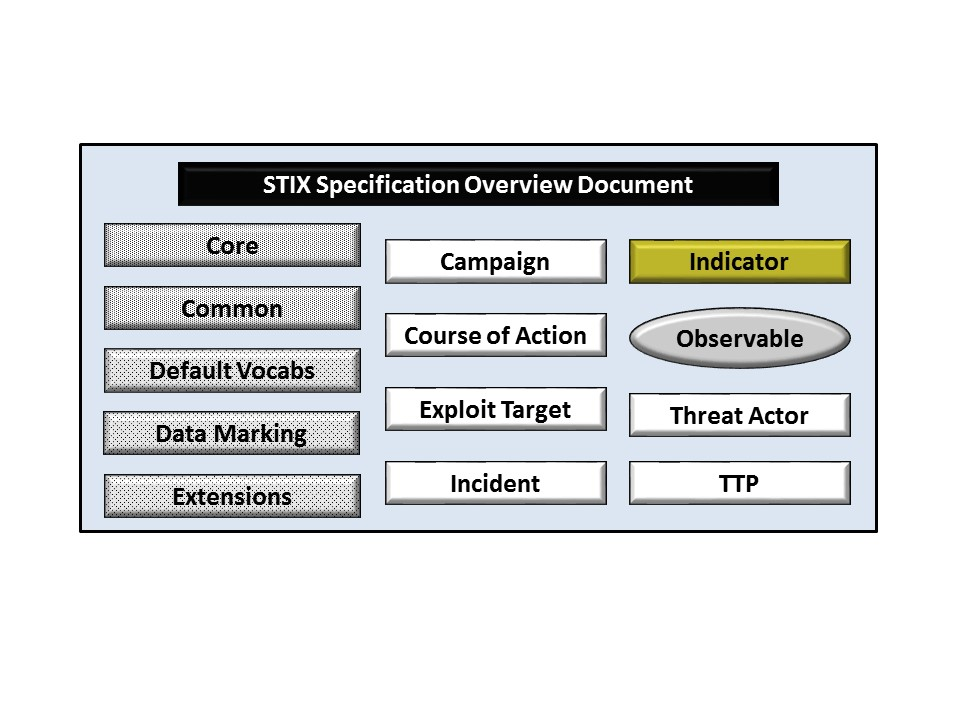 STIX Specification Overview Document
Core
Common
Default Vocabs
Data Marking
Extensions
Campaign
Course of Action
Exploit Target
Incident
Indicator
Observable
Threat Actor
TTP